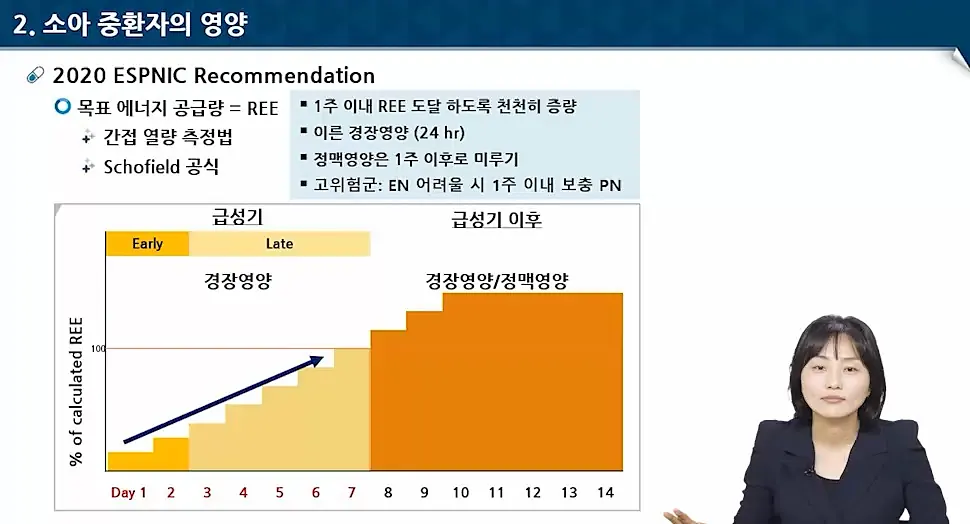 2. 소아 중환자의 영양
2020 ESPNIC Recommendation
목표 에너지 공급량 = REE
간접 열량 측정법
Schofield 공식
1주 이내 REE 도달 하도록 천천히 증량
이른 경장영양 (24 hr)
정맥영양은 1주 이후로 미루기
고위험군: EN 어려울 시 1주 이내 보충 PN
급성기
급성기 이후
Early
Late
경장영양
경장영양/정맥영양
% of calculated REE
100
Day 1 2 3 4 5 6 7 8 9 10 11 12 13 14